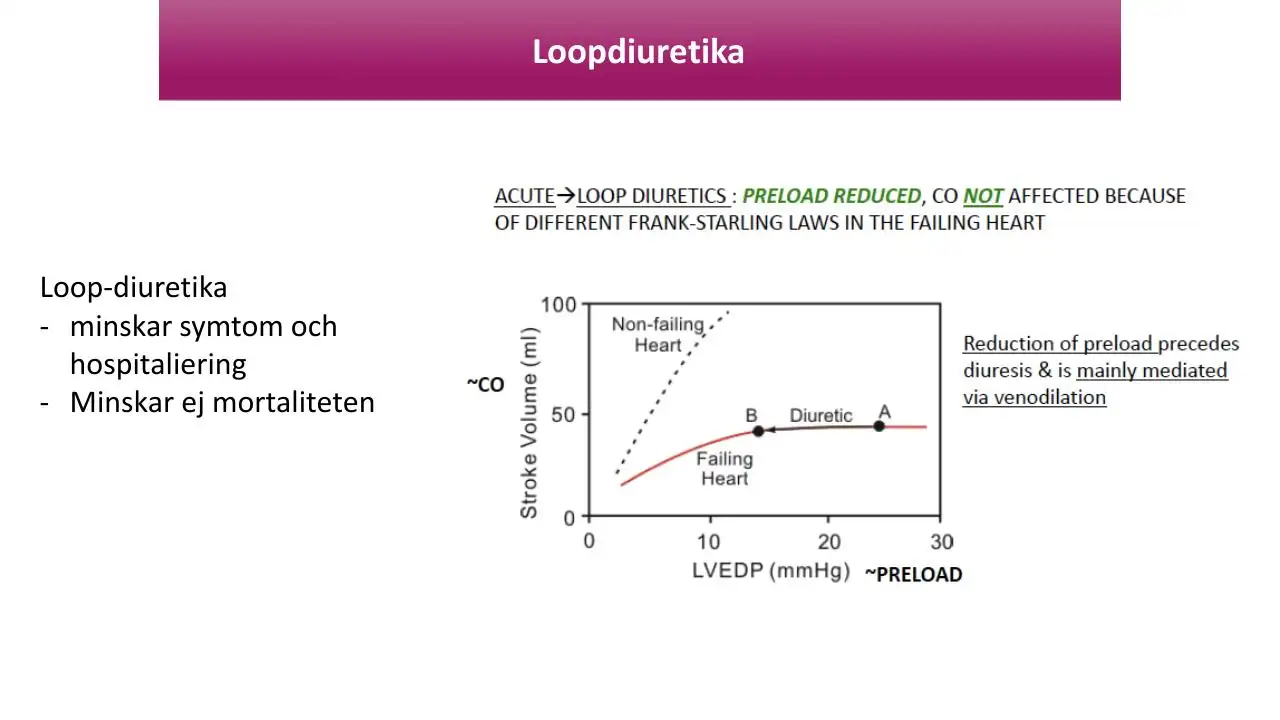 Loopdiuretika
ACUTE→LOOP DIURETICS : PRELOAD REDUCED, CO NOT AFFECTED BECAUSE
OF DIFFERENT FRANK-STARLING LAWS IN THE FAILING HEART
Loop-diuretika
- minskar symtom och
hospitaliering
- Minskar ej mortaliteten
~CO
Stroke Volume (ml)
100
50
0
Non-failing
Heart
B
Diuretic
A
Failing
Heart
0
10
20
30
LVEDP (mmHg)
~PRELOAD
Reduction of preload precedes
diuresis & is mainly mediated
via venodilation